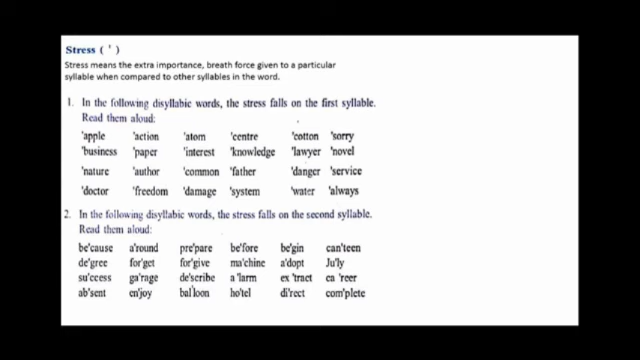 Stress ( ' )
Stress means the extra importance, breath force given to a particular
syllable when compared to other syllables in the word.
1. In the following disyllabic words, the stress falls on the first syllable.
Read them aloud:
'apple 'action 'atom 'centre 'cotton 'sorry
'business 'paper 'interest 'knowledge 'lawyer 'novel
'nature 'author 'common 'father 'danger 'service
'doctor 'freedom 'damage 'system 'water 'always
2. In the following disyllabic words, the stress falls on the second syllable.
Read them aloud:
be'cause a'round pre'pare be'fore be'gin can'teen
de'gree for'get for'give ma'chine a'dopt Ju'ly
su'ccess ga'rage de'scribe a 'larm ex 'tract ca 'reer
ab'sent en'joy bal'loon ho'tel di'rect com'plete